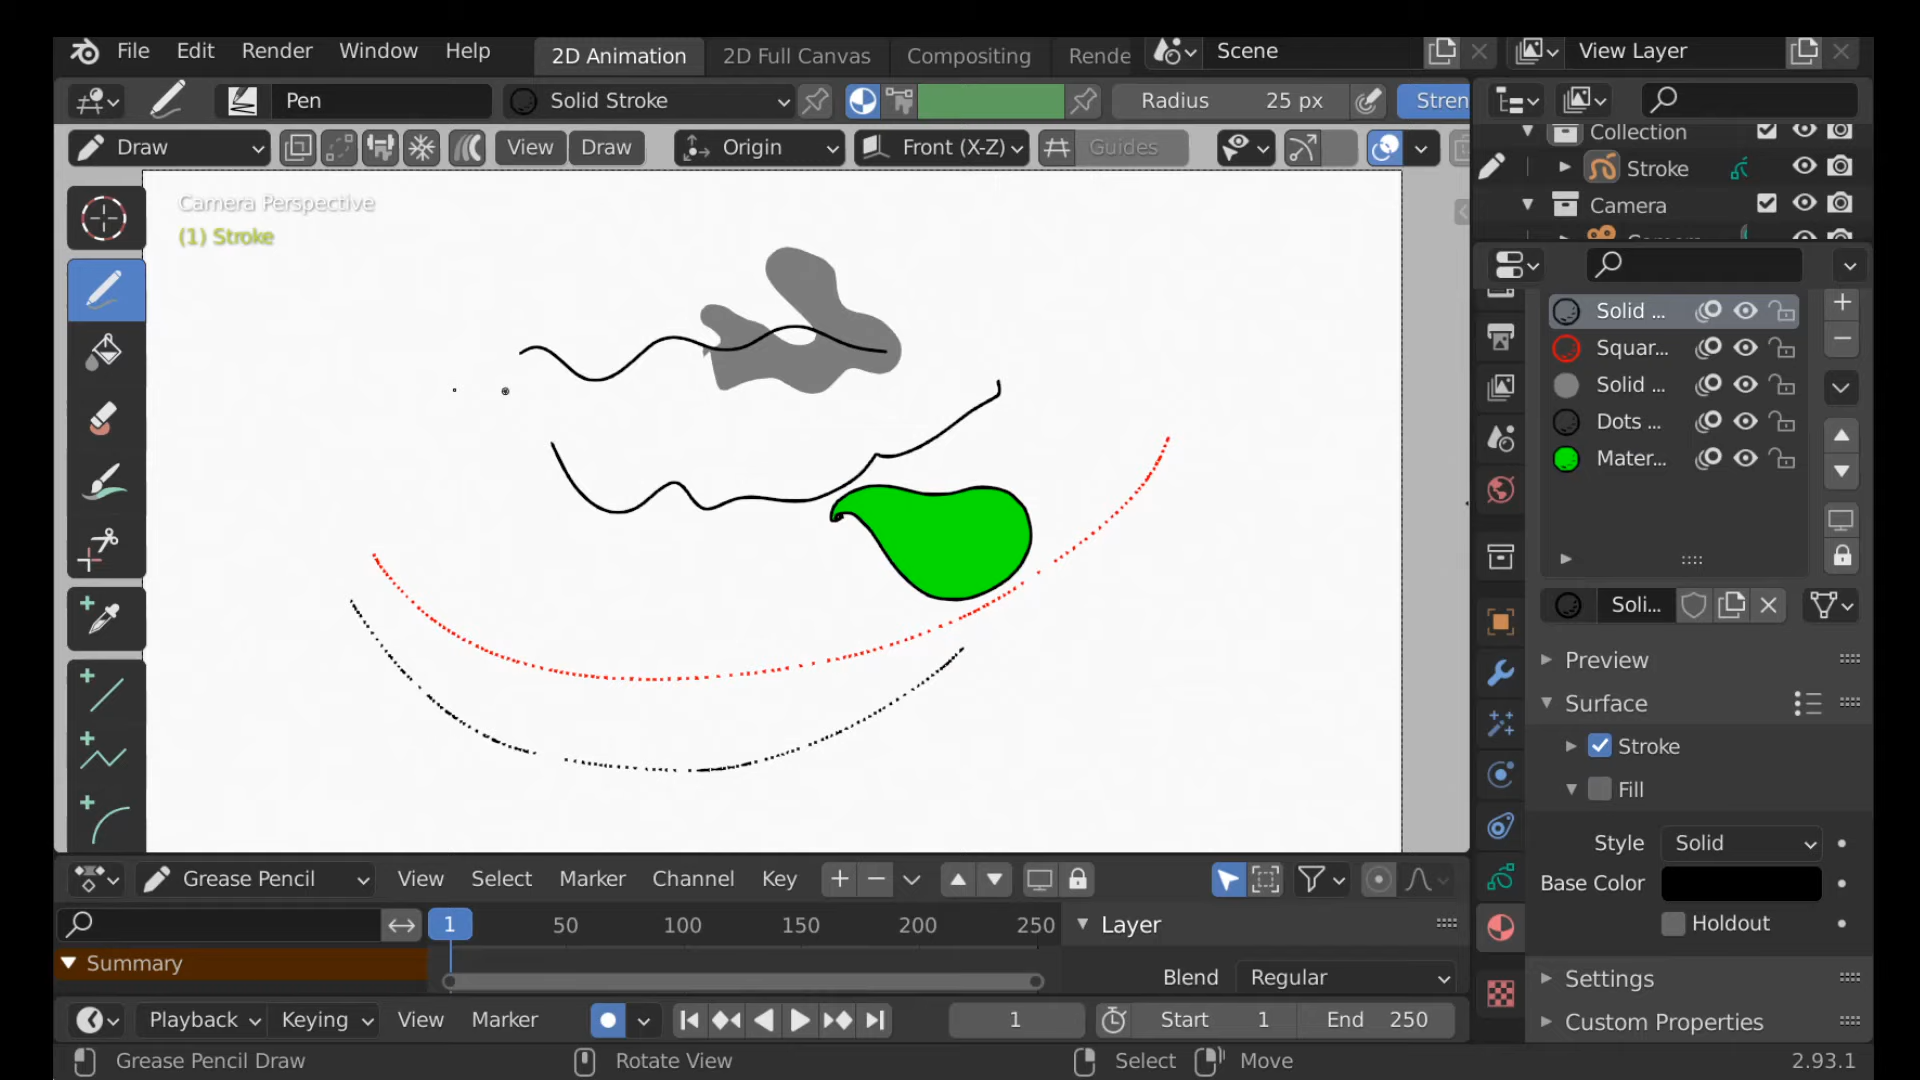 File Edit Render Window Help 2D Animation 2D Full Canvas Compositing Rende Scene View Layer
Pen Solid Stroke Radius 25 px Stren
Draw View Draw Origin Front (X-Z) Guides
Collection
Stroke
Camera
Camera Perspective
(1) Stroke
Solid ...
Squar...
Solid ...
Dots ...
Mater...
Soli...
Preview
Surface
Stroke
Fill
Style Solid
Base Color
Holdout
Settings
Custom Properties
Grease Pencil View Select Marker Channel Key
1 50 100 150 200 250
Layer
Summary
Blend Regular
Playback Keying View Marker 1 Start 1 End 250
Grease Pencil Draw Rotate View Select Move 2.93.1